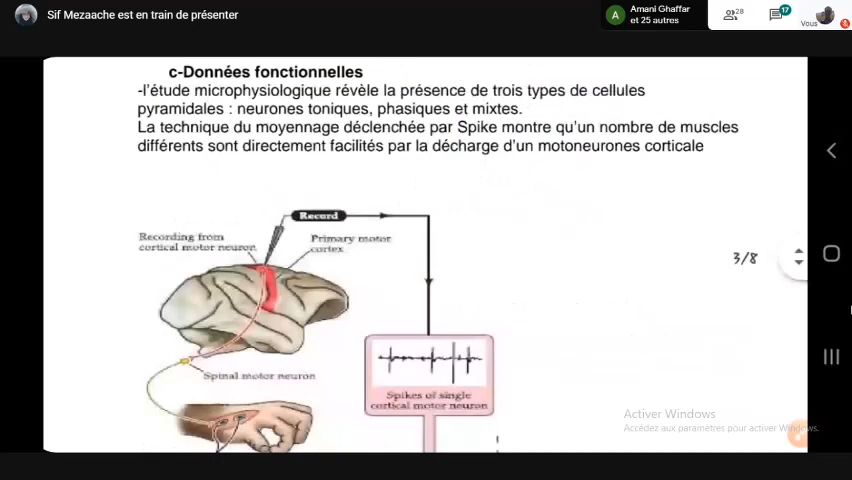 Sif Mezaache est en train de présenter
A
Amani Ghaffar
et 25 autres
28
17
Vous
c-Données fonctionnelles
-l'étude microphysiologique révèle la présence de trois types de cellules
pyramidales : neurones toniques, phasiques et mixtes.
La technique du moyennage déclenchée par Spike montre qu'un nombre de muscles
différents sont directement facilités par la décharge d'un motoneurones corticale
Record
Recording from
cortical motor neuron
Primary motor
cortex
3/8
Spinal motor neuron
Spikes of single
cortical motor neuron
Activer Windows
Accédez aux paramètres pour activer Windows.